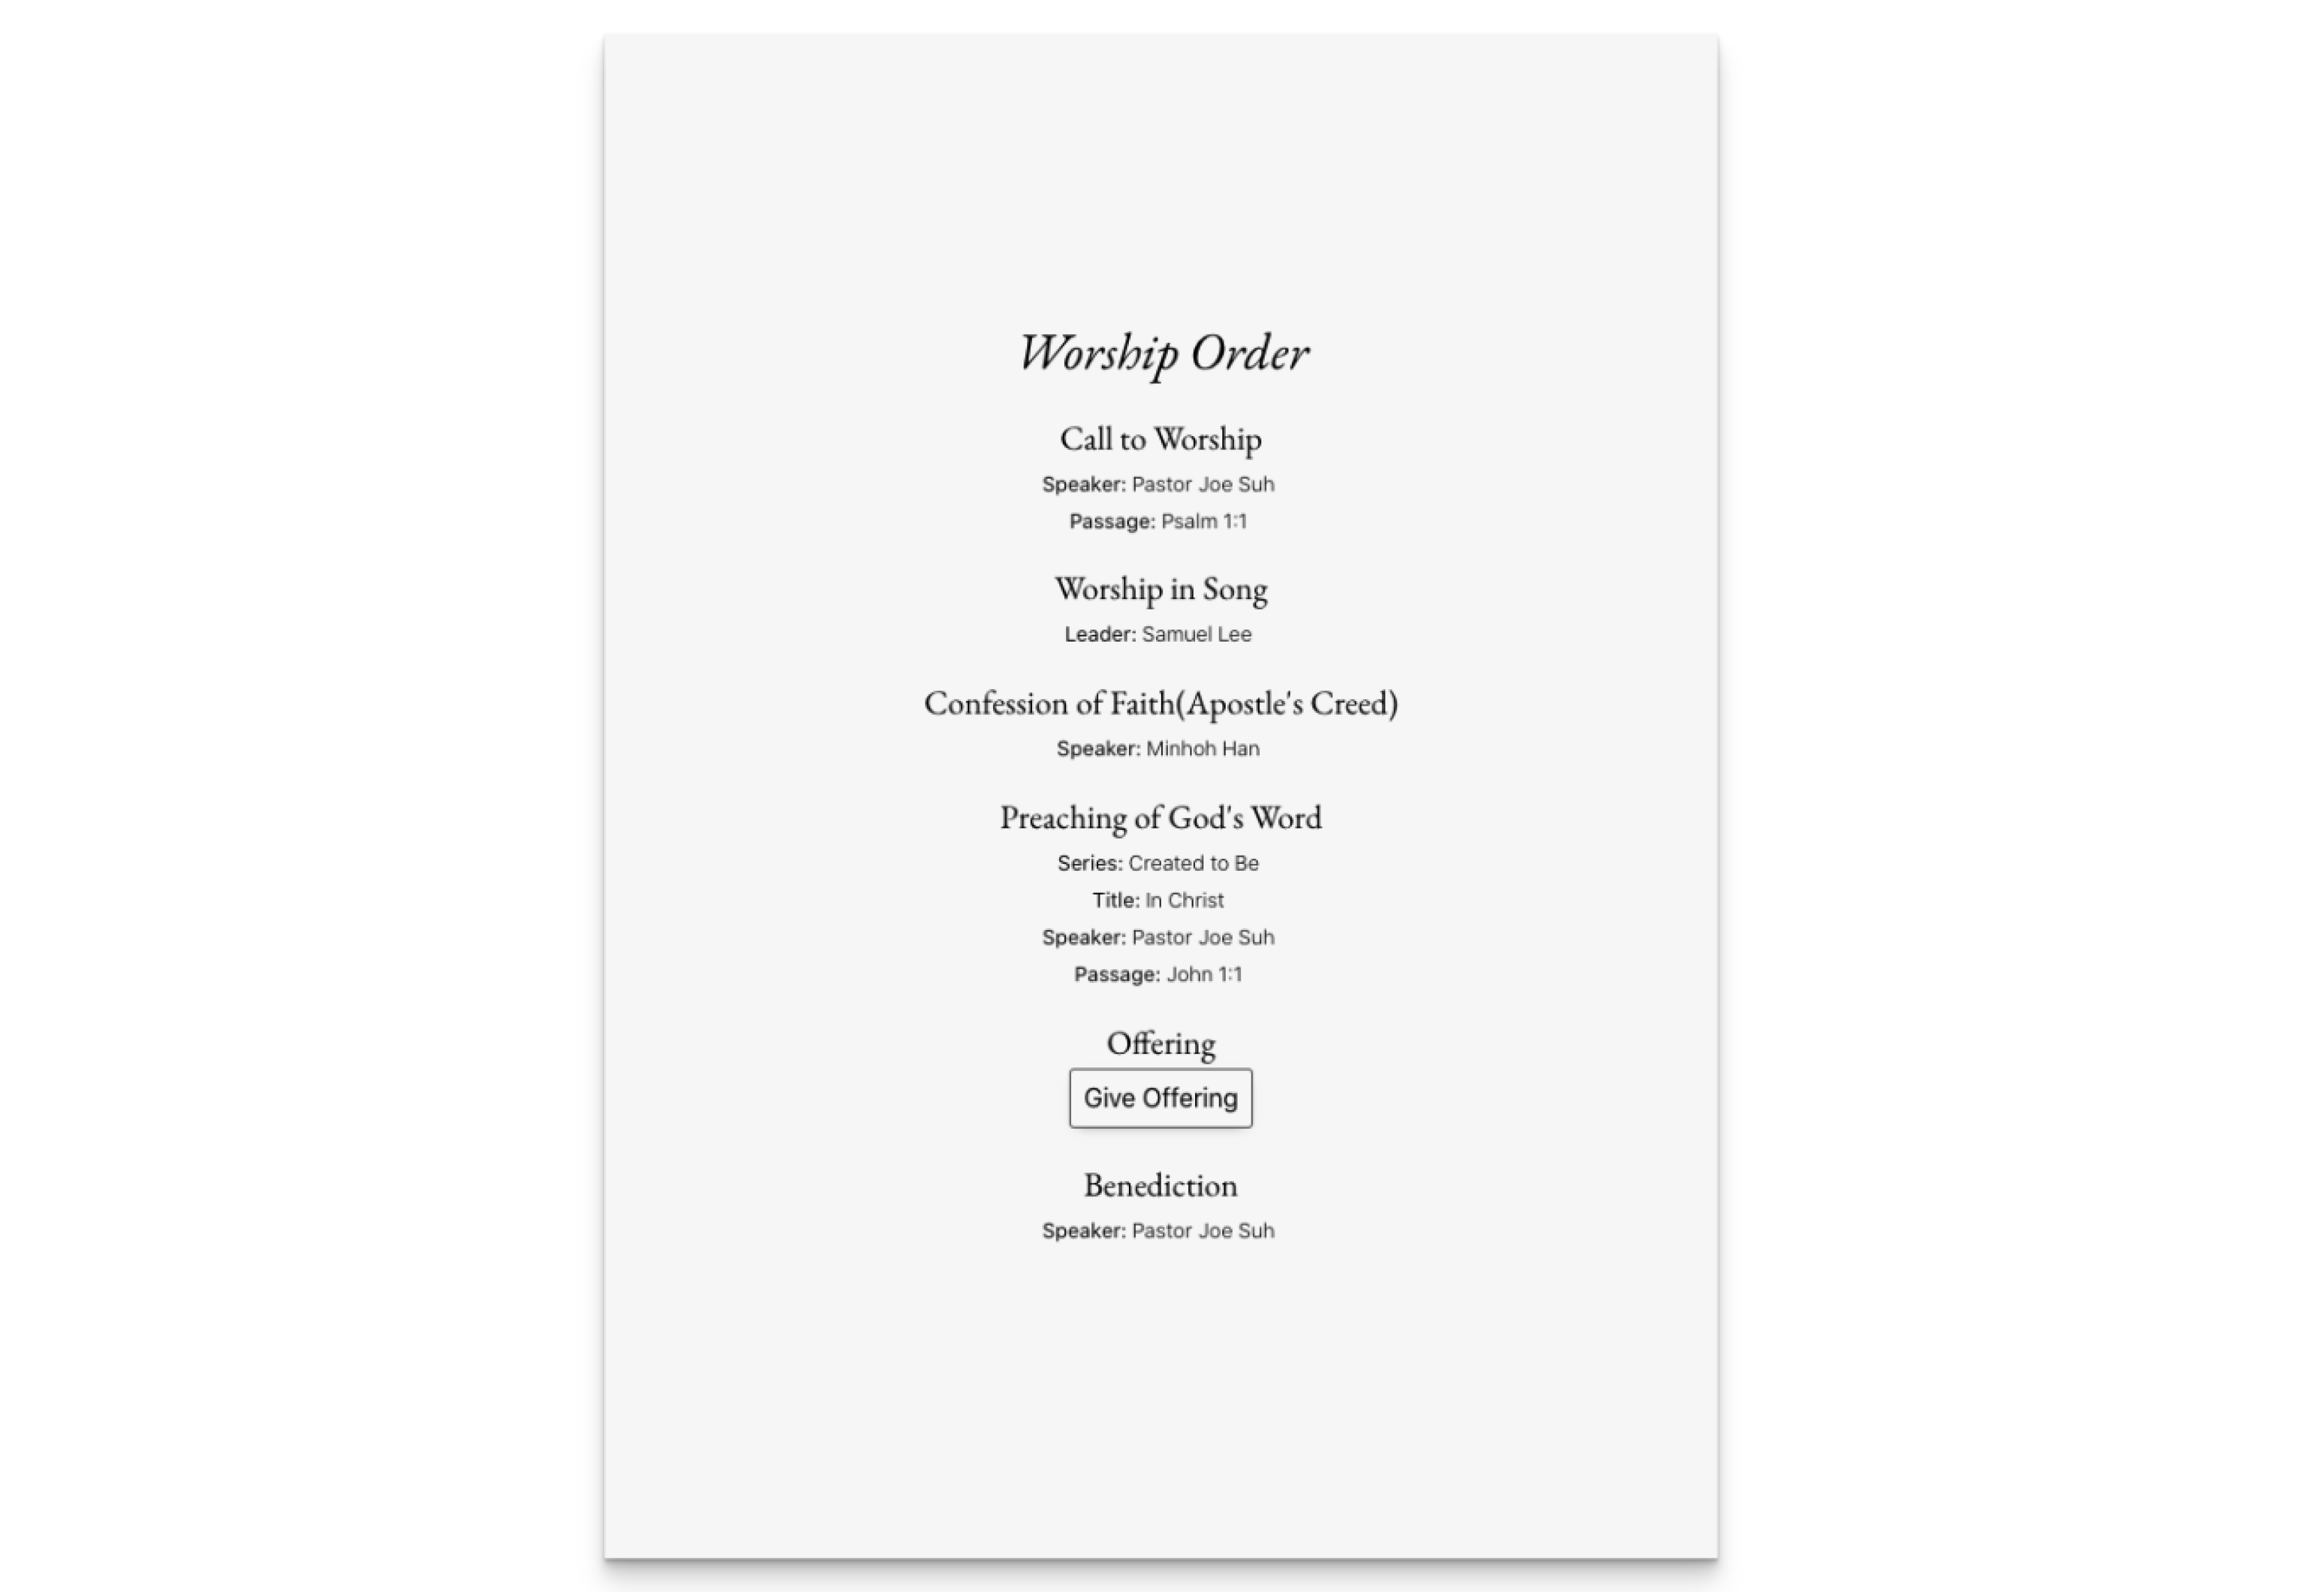 Worship Order
Call to Worship
Speaker: Pastor Joe Suh
Passage: Psalm 1:1
Worship in Song
Leader: Samuel Lee
Confession of Faith(Apostle's Creed)
Speaker: Minhoh Han
Preaching of God's Word
Series: Created to Be
Title: In Christ
Speaker: Pastor Joe Suh
Passage: John 1:1
Offering
Give Offering
Benediction
Speaker: Pastor Joe Suh